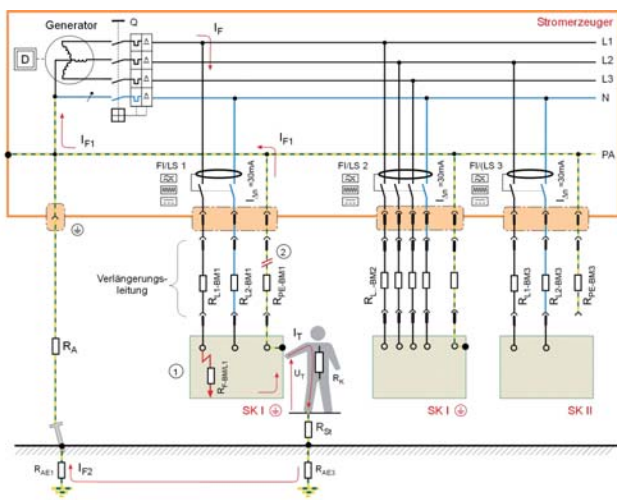 Generator
Q
I_F
Stromerzeuger
D
Δ
Δ
Δ
Δ
L1
L2
L3
N
I_F1
I_F1
PA
FI/LS 1
I_Δn =30mA
FI/LS 2
I_Δn =30mA
FI/(LS 3
I_Δn =30mA
②
Verlängerungs-
leitung
R_L1-BM1
R_L2-BM1
R_PE-BM1
R_L..-BM2
R_L1-BM3
R_L2-BM3
R_PE-BM3
R_A
①
R_F-BM/L1
I_T
U_T
R_K
SK I
SK I
SK II
R_St
R_AE1
I_F2
R_AE3